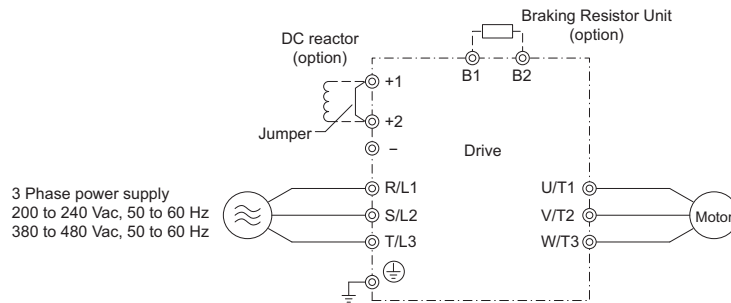 Braking Resistor Unit
(option)
DC reactor
(option)
B1
B2
+1
Jumper
+2
–
Drive
3 Phase power supply
200 to 240 Vac, 50 to 60 Hz
380 to 480 Vac, 50 to 60 Hz
R/L1
S/L2
T/L3
U/T1
V/T2
W/T3
Motor